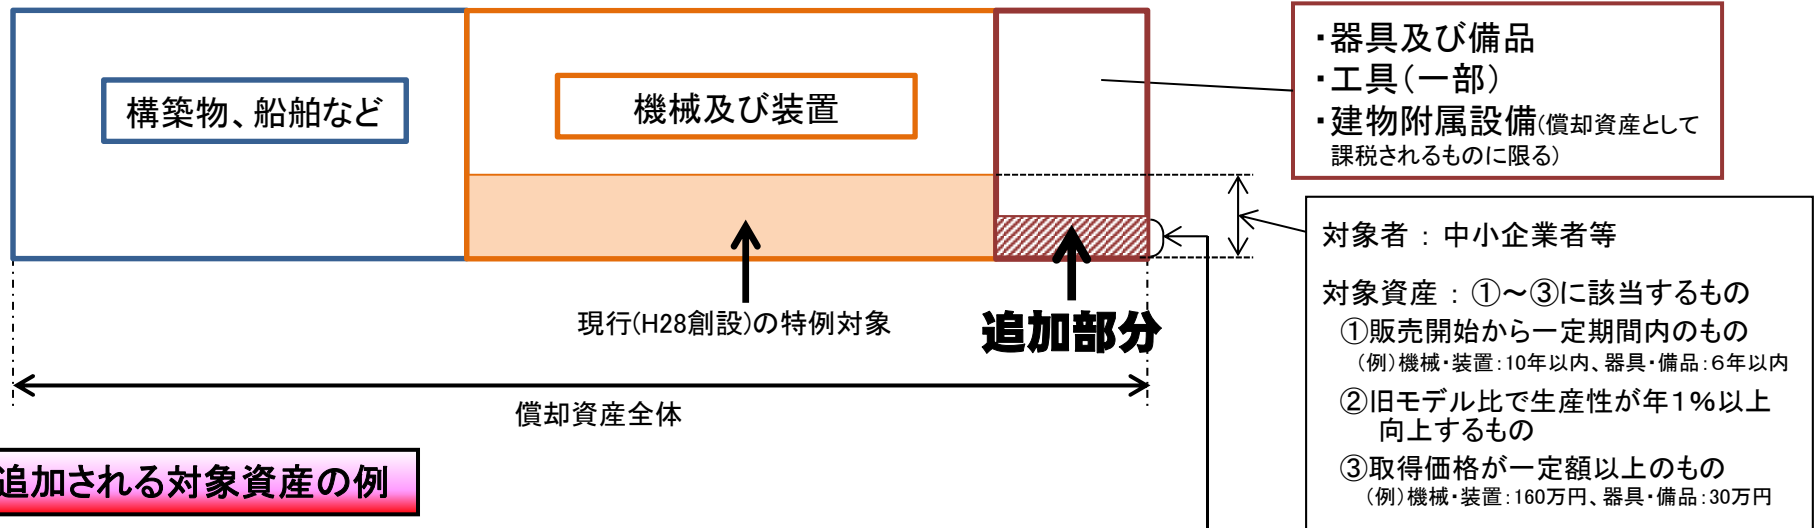 構築物、船舶など
機械及び装置
・器具及び備品
・工具(一部)
・建物附属設備(償却資産として
課税されるものに限る)
現行(H28創設)の特例対象
追加部分
償却資産全体
対象者：中小企業者等
対象資産：①～③に該当するもの
①販売開始から一定期間内のもの
(例)機械・装置:10年以内、器具・備品:6年以内
②旧モデル比で生産性が年1%以上
向上するもの
③取得価格が一定額以上のもの
(例)機械・装置:160万円、器具・備品:30万円
追加される対象資産の例